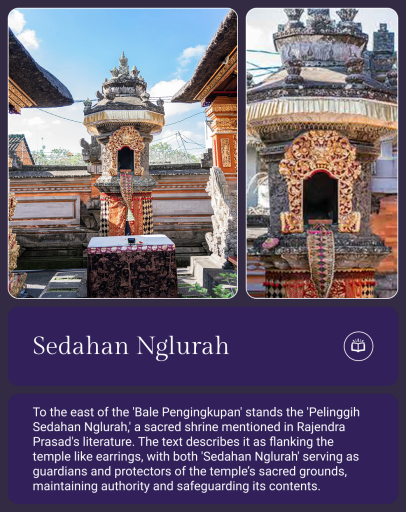 Sedahan Nglurah
To the east of the 'Bale Pengingkupan' stands the 'Pelinggih
Sedahan Nglurah,' a sacred shrine mentioned in Rajendra
Prasad's literature. The text describes it as flanking the
temple like earrings, with both 'Sedahan Nglurah' serving as
guardians and protectors of the temple's sacred grounds,
maintaining authority and safeguarding its contents.